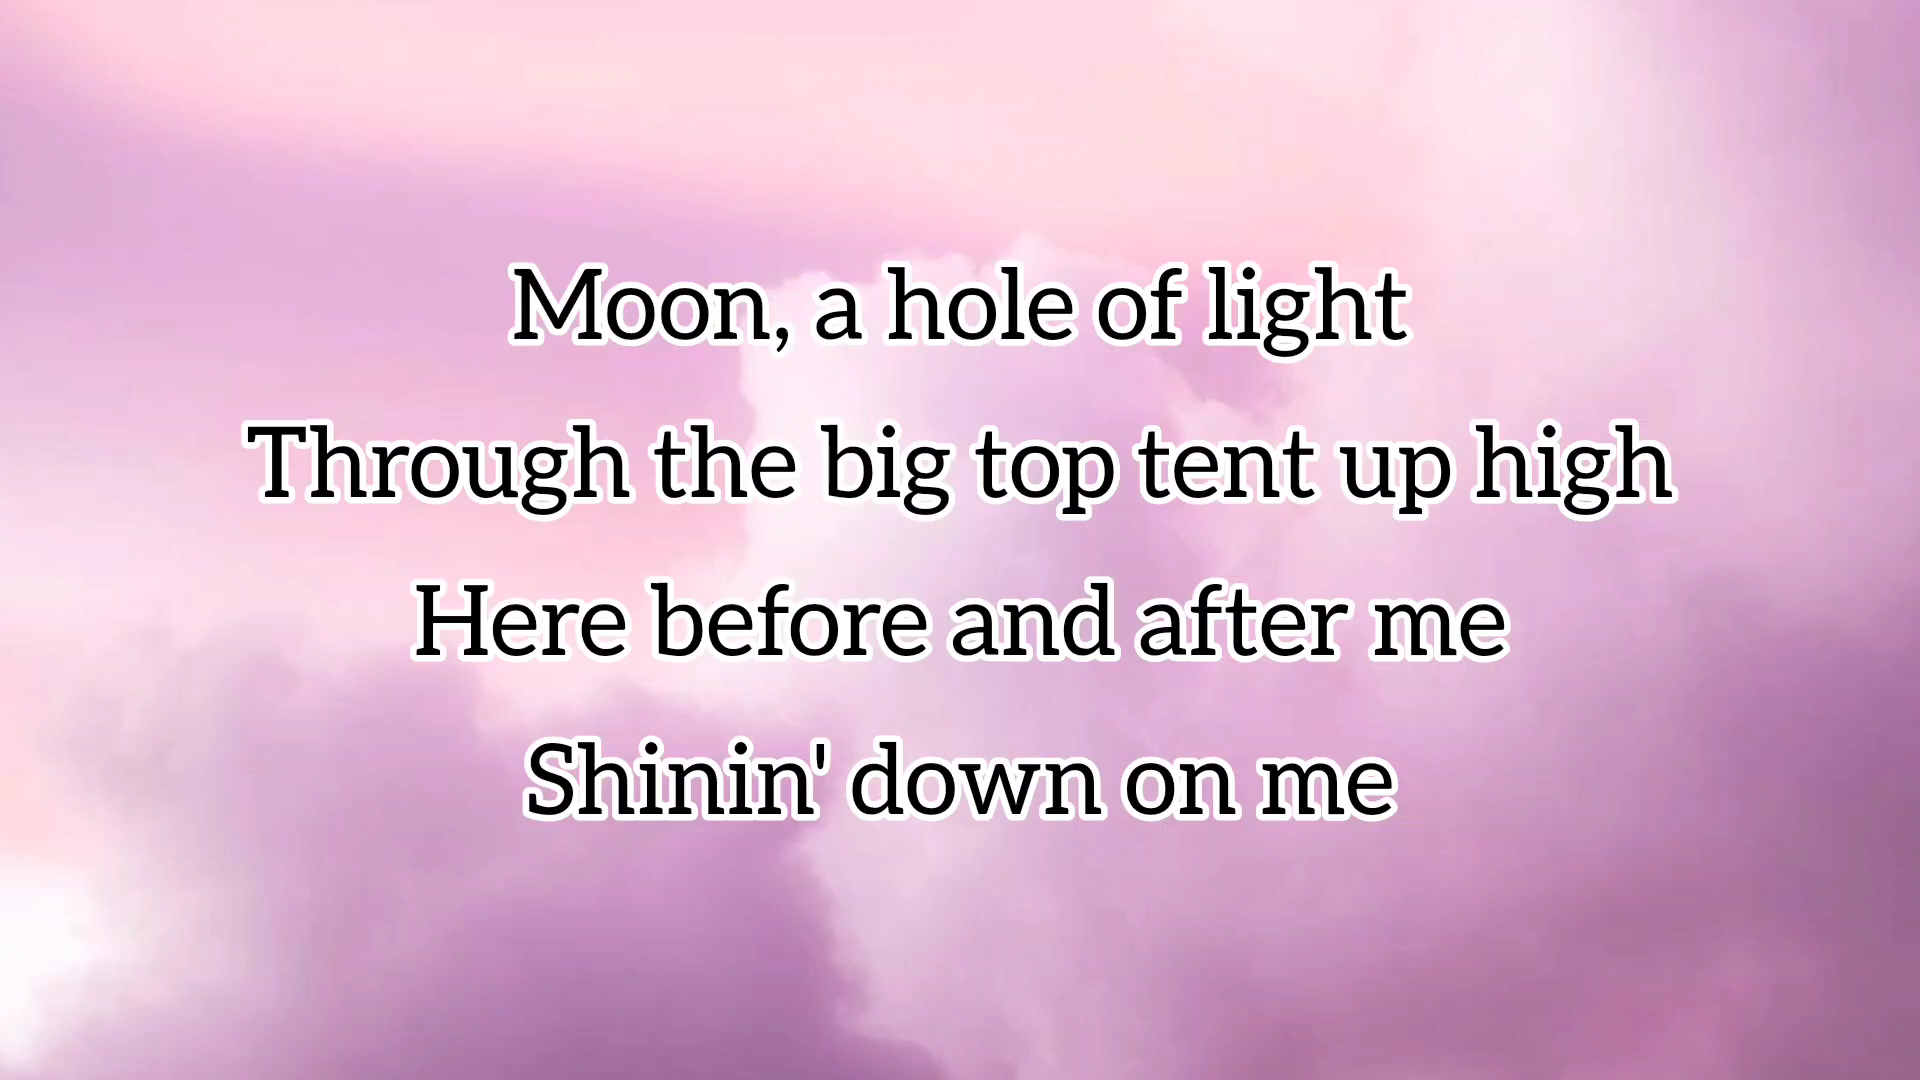 Moon, a hole of light
Through the big top tent up high
Here before and after me
Shinin' down on me